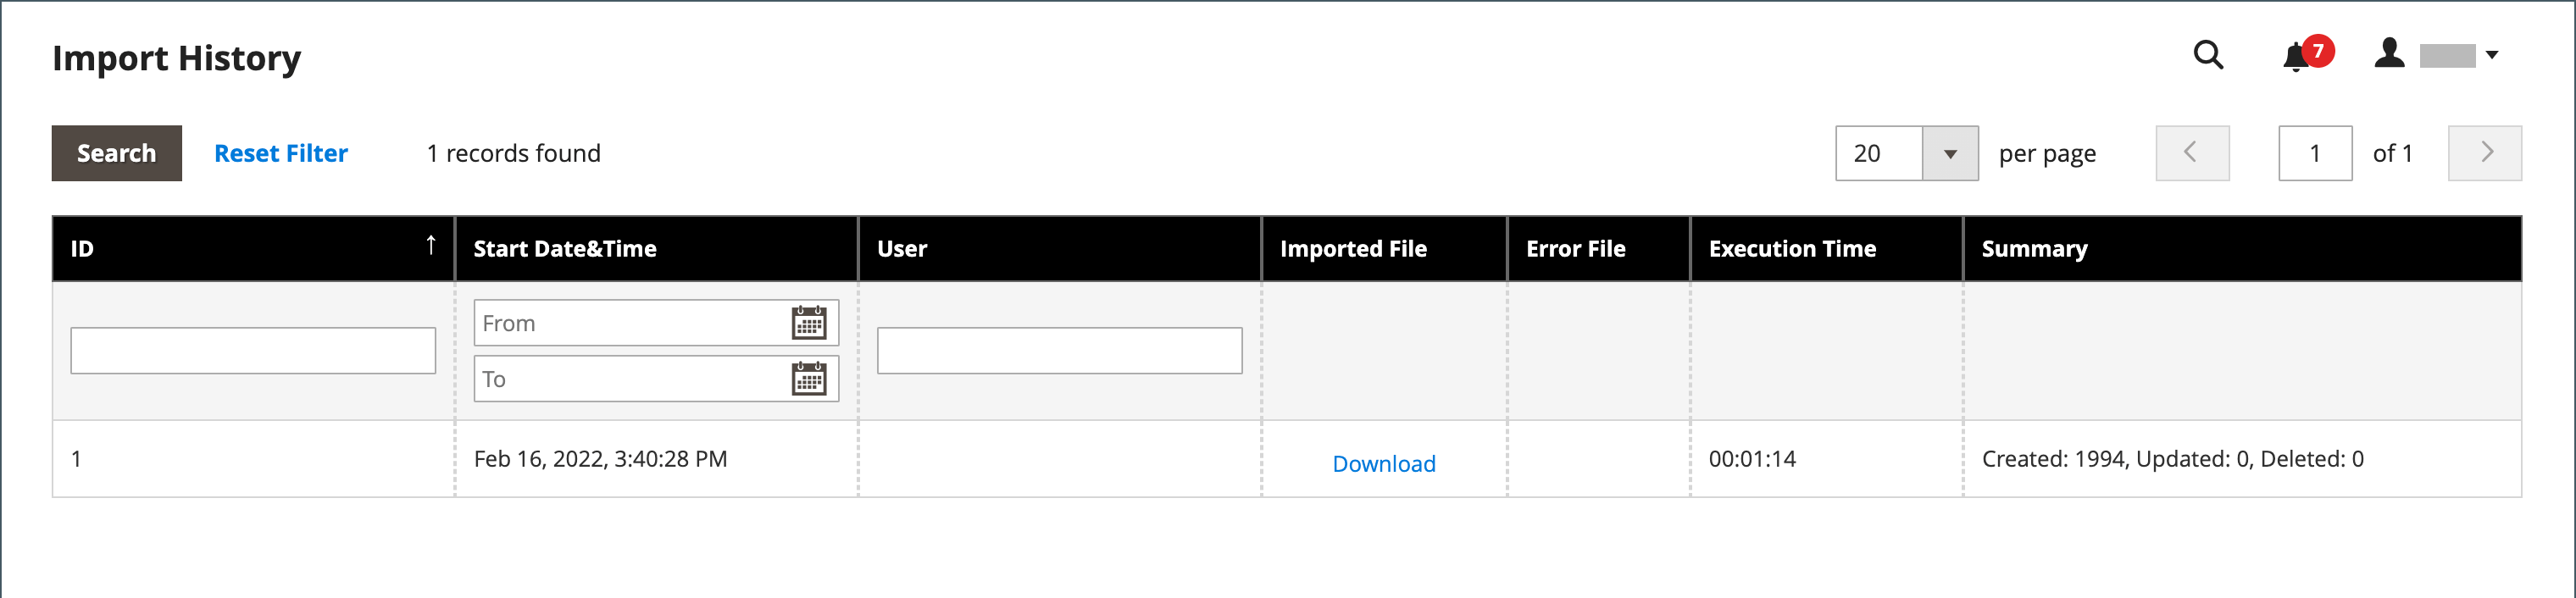 Import History
7
Search Reset Filter 1 records found 20 per page 1 of 1
ID ↑ Start Date&Time User Imported File Error File Execution Time Summary
From
To
1 Feb 16, 2022, 3:40:28 PM Download 00:01:14 Created: 1994, Updated: 0, Deleted: 0